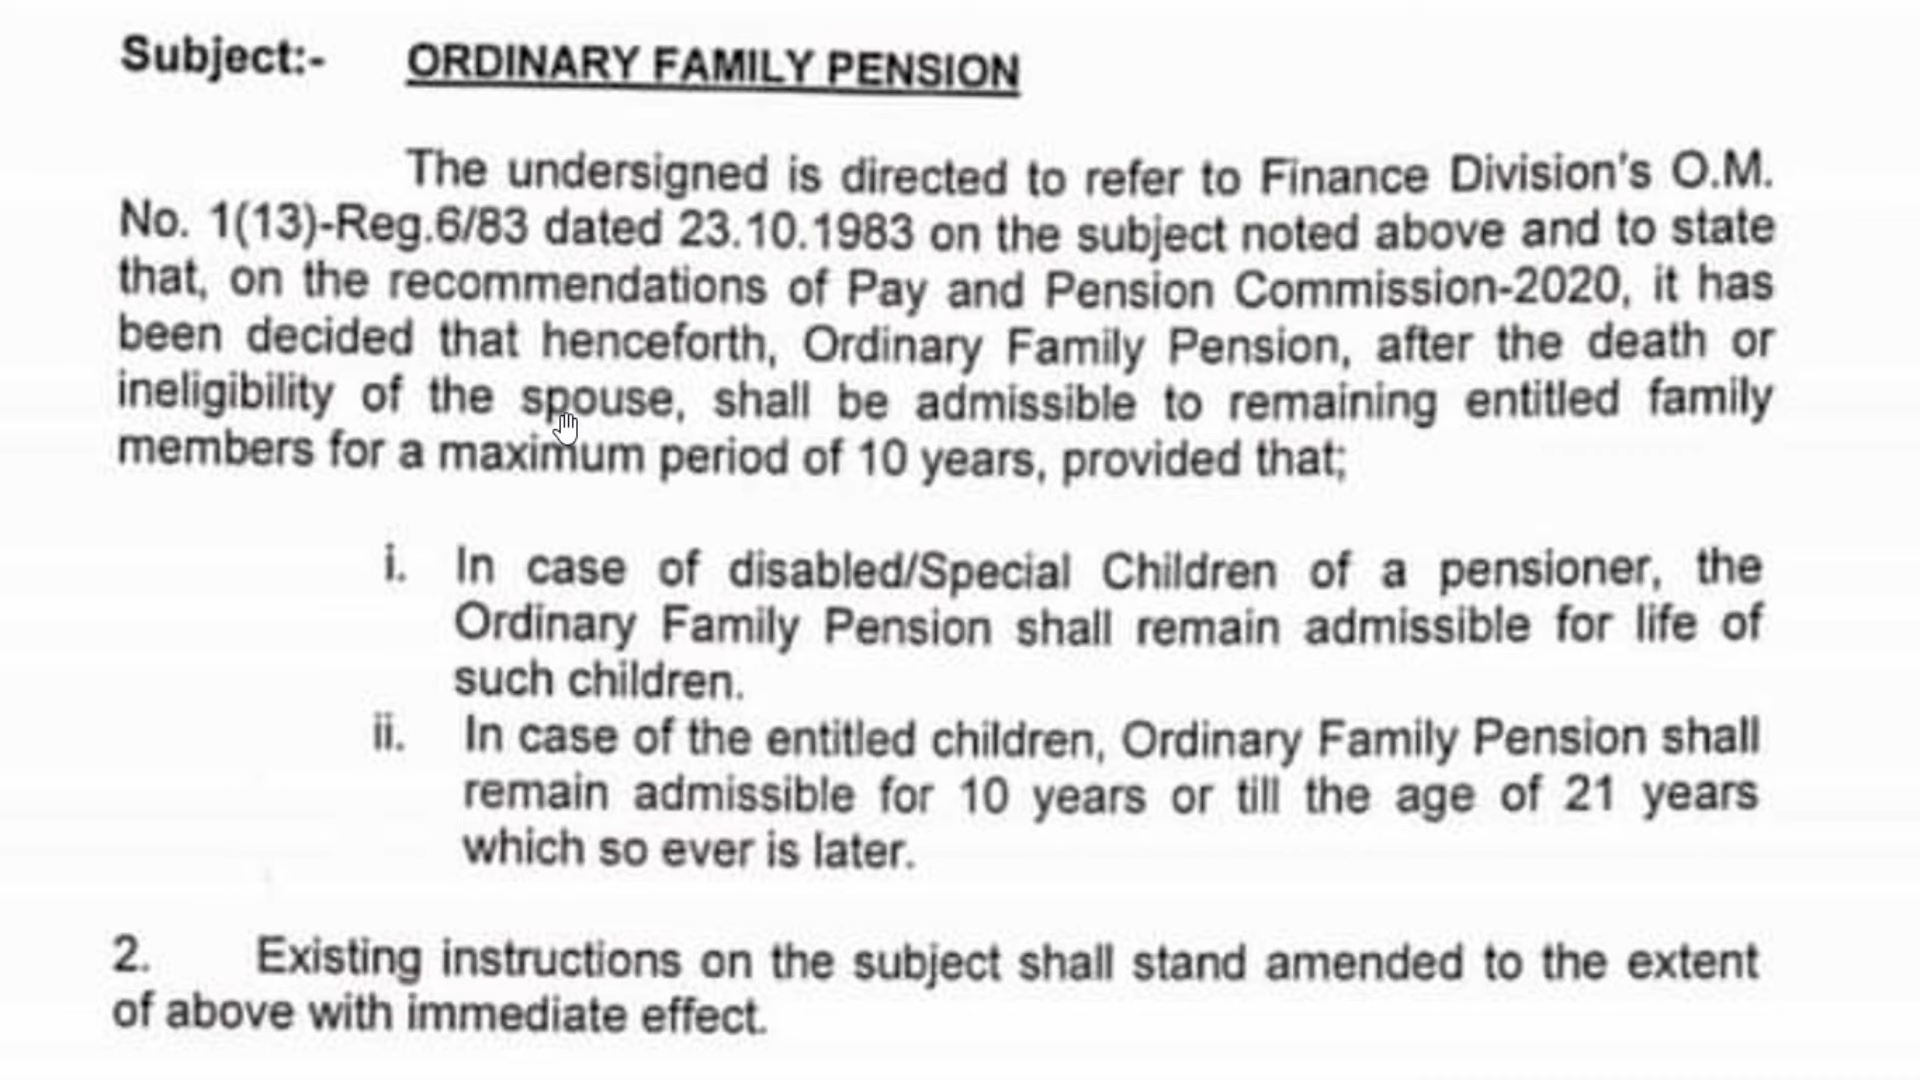 Subject:- ORDINARY FAMILY PENSION
The undersigned is directed to refer to Finance Division's O.M.
No. 1(13)-Reg.6/83 dated 23.10.1983 on the subject noted above and to state
that, on the recommendations of Pay and Pension Commission-2020, it has
been decided that henceforth, Ordinary Family Pension, after the death or
ineligibility of the spouse, shall be admissible to remaining entitled family
members for a maximum period of 10 years, provided that;
i. In case of disabled/Special Children of a pensioner, the
Ordinary Family Pension shall remain admissible for life of
such children.
ii. In case of the entitled children, Ordinary Family Pension shall
remain admissible for 10 years or till the age of 21 years
which so ever is later.
2. Existing instructions on the subject shall stand amended to the extent
of above with immediate effect.